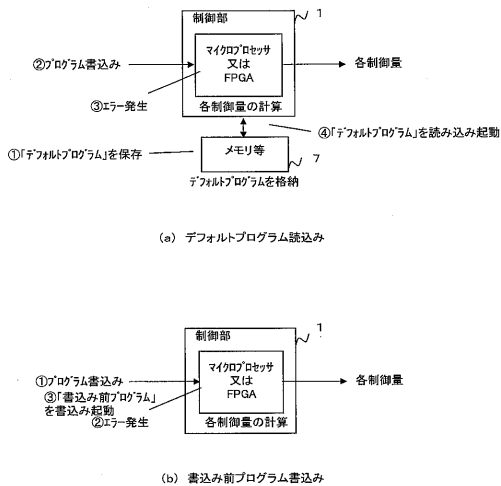 制御部
1
マイクロプロセッサ
又は
FPGA
②プログラム書込み
各制御量
③エラー発生
各制御量の計算
④「デフォルトプログラム」を読み込み起動
①「デフォルトプログラム」を保存
メモリ等
7
デフォルトプログラムを格納
(a) デフォルトプログラム読込み
1
制御部
マイクロプロセッサ
又は
FPGA
①プログラム書込み
各制御量
③「書込み前プログラム」
を書込み起動
②エラー発生
各制御量の計算
(b) 書込み前プログラム書込み